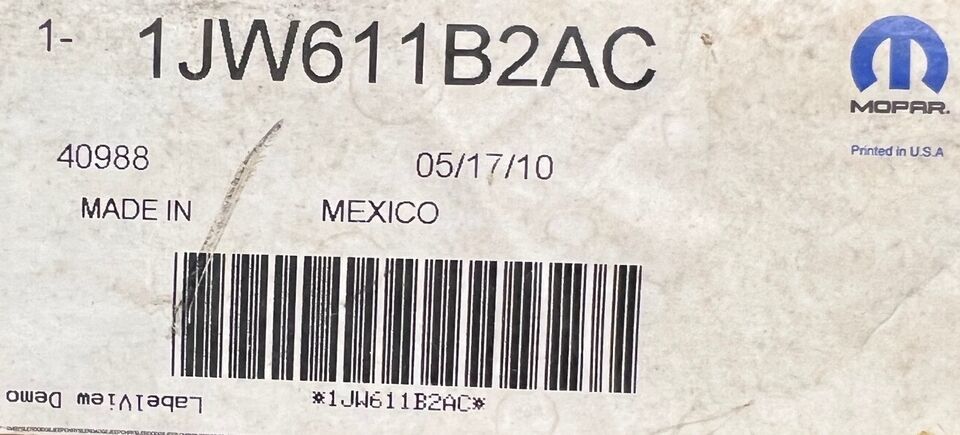 1- 1JW611B2AC
MOPAR.
Printed in U.S.A
40988 05/17/10
MADE IN MEXICO
*1JW611B2AC*
LabelView Demo